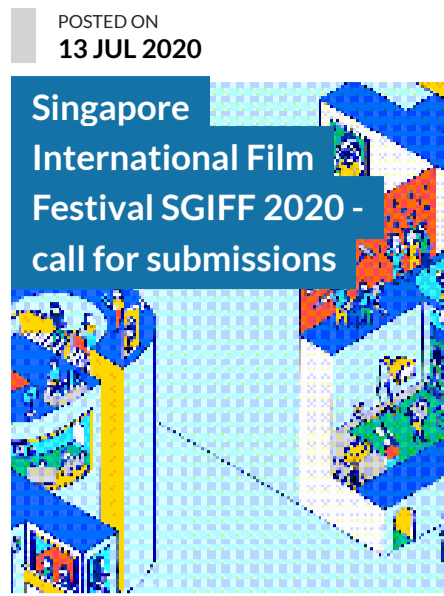 POSTED ON
13 JUL 2020
Singapore
International Film
Festival SGIFF 2020 -
call for submissions